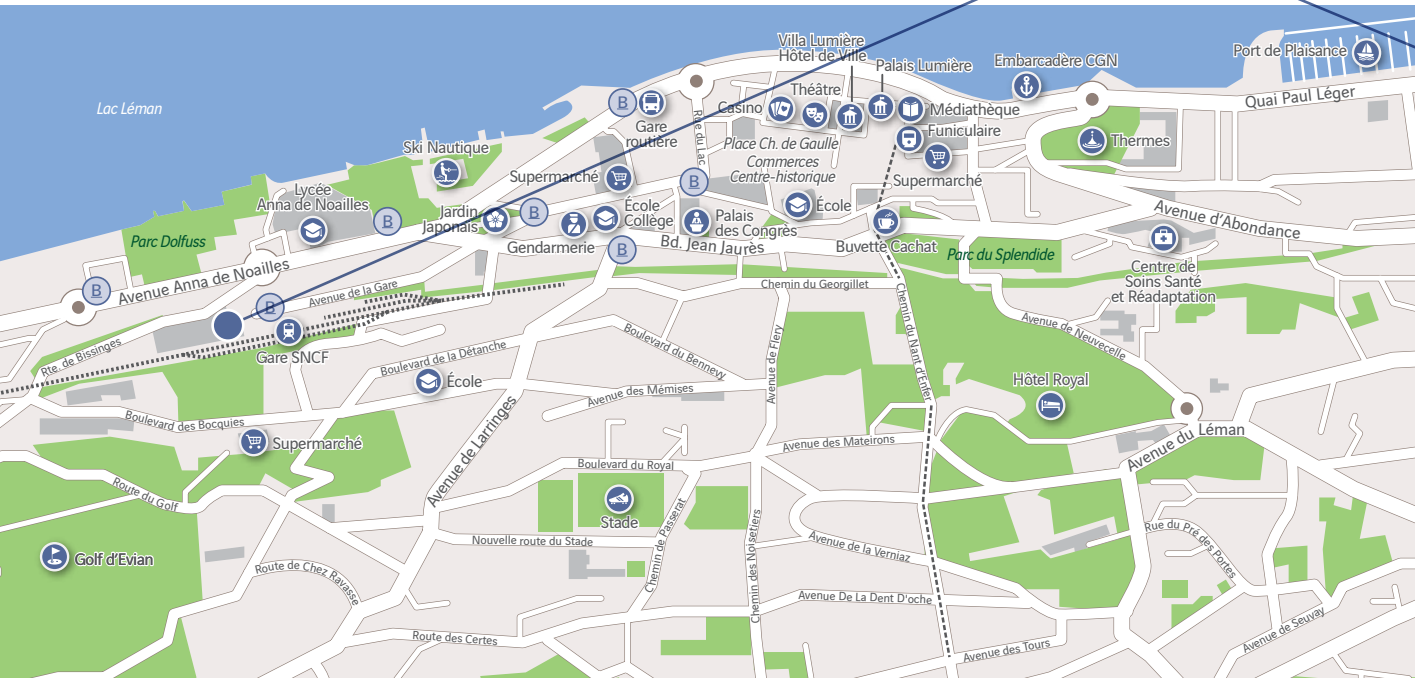 Villa Lumière
Hôtel de Ville
Palais Lumière
Embarcadère CGN
Port de Plaisance
Lac Léman
Théâtre
Casino
Médiathèque
Quai Paul Léger
B
Gare
routière
Rue du Lac
Place Ch. de Gaulle
Commerces
Centre-historique
Funiculaire
Thermes
Ski Nautique
Supermarché
Supermarché
B
Lycée
Anna de Noailles
B
Jardin
Japonais
B
École
Collège
Gendarmerie
Palais
des Congrès
École
Avenue d'Abondance
Parc Dolfuss
B
Bd. Jean Jaurès
Buvette Cachat
Parc du Splendide
Centre de
Soins Santé
et Réadaptation
Avenue Anna de Noailles
B
Avenue de la Gare
B
Chemin du Georgillet
Chemin du Nant d'Enfer
Avenue de Neuvecelle
Rte. de Bissinges
Gare SNCF
Boulevard de la Détanche
Boulevard du Bennevy
Avenue de Flery
École
Avenue des Mémises
Hôtel Royal
Boulevard des Bocquies
Supermarché
Avenue de Larringes
Avenue des Mateirons
Avenue du Léman
Boulevard du Royal
Route du Golf
Stade
Chemin de Passerat
Chemin des Noisetiers
Nouvelle route du Stade
Avenue de la Verniaz
Rue du Pré des Portes
Golf d'Evian
Route de Chez Ravasse
Avenue De La Dent D'oche
Route des Certes
Avenue des Tours
Avenue de Seuvay